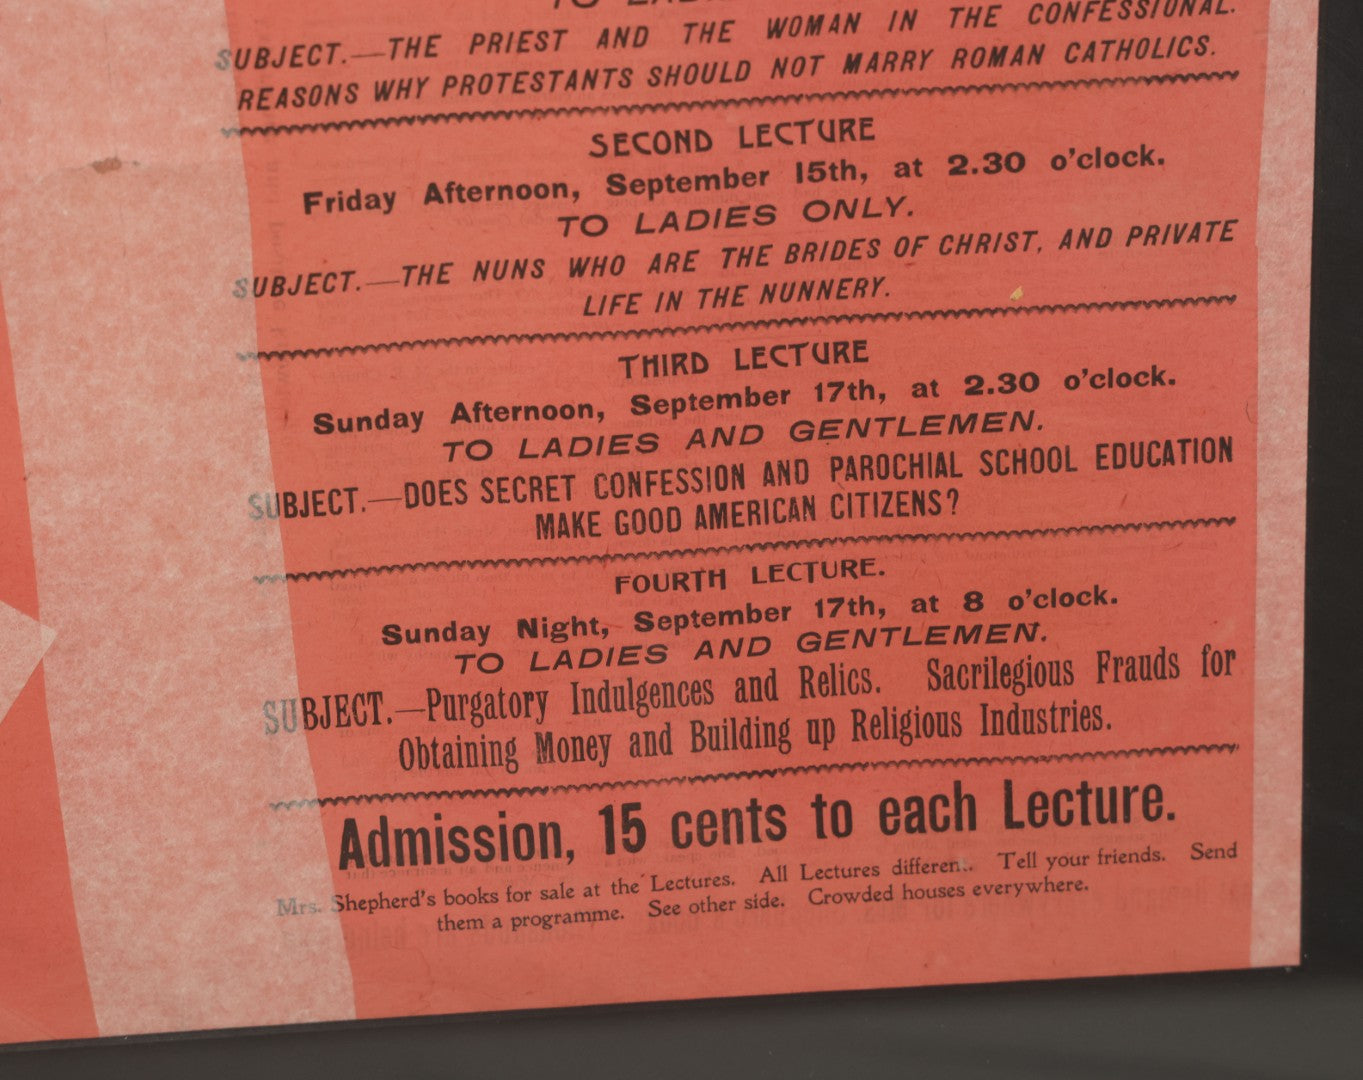 TO LADIES
SUBJECT.—THE PRIEST AND THE WOMAN IN THE CONFESSIONAL.
REASONS WHY PROTESTANTS SHOULD NOT MARRY ROMAN CATHOLICS.
SECOND LECTURE
Friday Afternoon, September 15th, at 2.30 o'clock.
TO LADIES ONLY.
SUBJECT.—THE NUNS WHO ARE THE BRIDES OF CHRIST, AND PRIVATE
LIFE IN THE NUNNERY.
THIRD LECTURE
Sunday Afternoon, September 17th, at 2.30 o'clock.
TO LADIES AND GENTLEMEN.
SUBJECT.—DOES SECRET CONFESSION AND PAROCHIAL SCHOOL EDUCATION
MAKE GOOD AMERICAN CITIZENS?
FOURTH LECTURE.
Sunday Night, September 17th, at 8 o'clock.
TO LADIES AND GENTLEMEN.
SUBJECT.—Purgatory Indulgences and Relics. Sacrilegious Frauds for
Obtaining Money and Building up Religious Industries.
Admission, 15 cents to each Lecture.
Mrs. Shepherd's books for sale at the Lectures. All Lectures different. Tell your friends. Send
them a programme. See other side. Crowded houses everywhere.